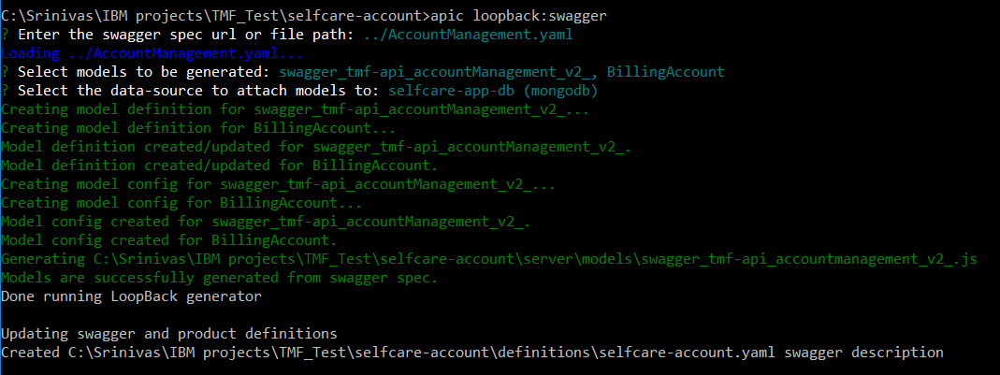 C:\Srinivas\IBM projects\TMF_Test\selfcare-account>apic loopback:swagger
? Enter the swagger spec url or file path: ../AccountManagement.yaml
Loading ../AccountManagement.yaml...
? Select models to be generated: swagger_tmf-api_accountManagement_v2_, BillingAccount
? Select the data-source to attach models to: selfcare-app-db (mongodb)
Creating model definition for swagger_tmf-api_accountManagement_v2_...
Creating model definition for BillingAccount...
Model definition created/updated for swagger_tmf-api_accountManagement_v2_.
Model definition created/updated for BillingAccount.
Creating model config for swagger_tmf-api_accountManagement_v2_...
Creating model config for BillingAccount...
Model config created for swagger_tmf-api_accountManagement_v2_.
Model config created for BillingAccount.
Generating C:\Srinivas\IBM projects\TMF_Test\selfcare-account\server\models\swagger_tmf-api_accountmanagement_v2_.js
Models are successfully generated from swagger spec.
Done running LoopBack generator
Updating swagger and product definitions
Created C:\Srinivas\IBM projects\TMF_Test\selfcare-account\definitions\selfcare-account.yaml swagger description